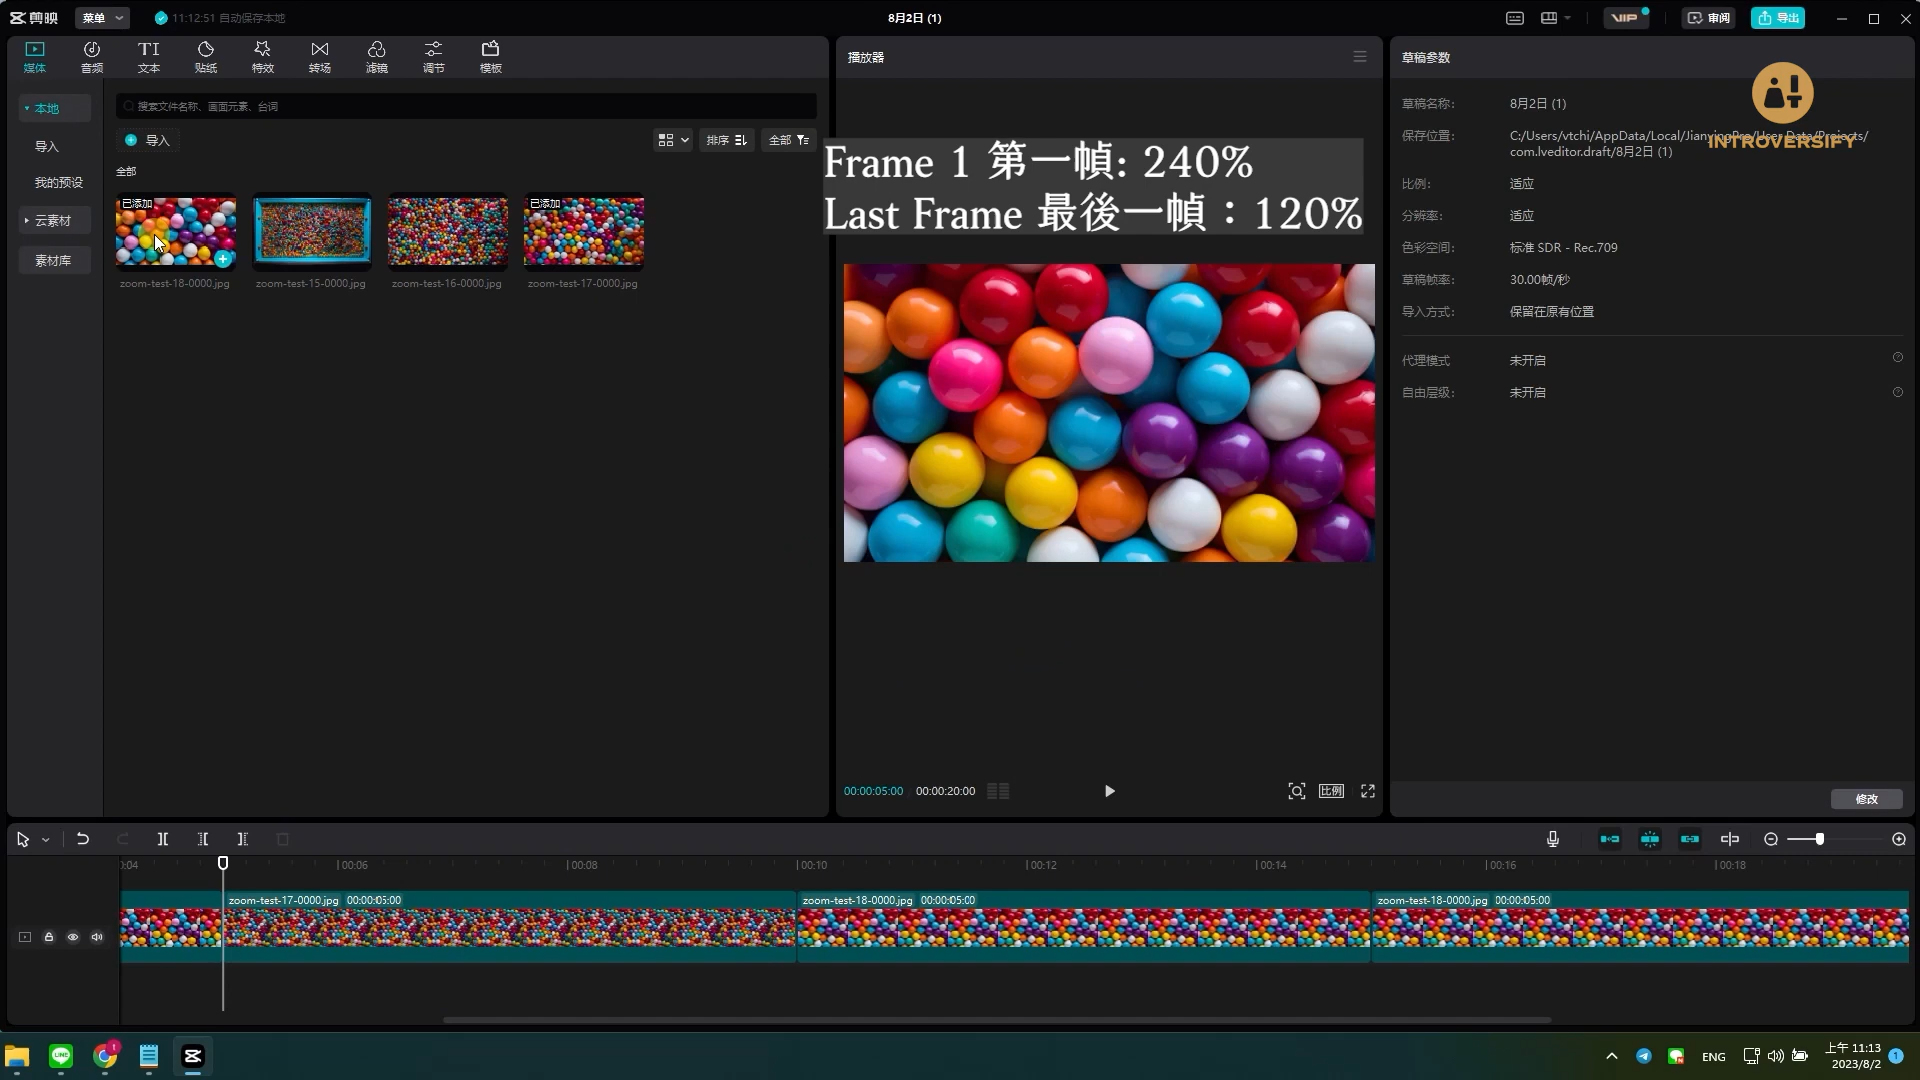 剪映
菜单
11:12:51 自动保存本地
8月2日 (1)
VIP
审阅
导出
媒体
音频
文本
贴纸
特效
转场
滤镜
调节
模板
播放器
草稿参数
本地
导入
我的预设
云素材
素材库
搜索文件名称、画面元素、台词
导入
排序
全部
全部
已添加
已添加
zoom-test-18-0000.jpg
zoom-test-15-0000.jpg
zoom-test-16-0000.jpg
zoom-test-17-0000.jpg
Frame 1 第一幀: 240%
Last Frame 最後一幀：120%
00:00:05:00
00:00:20:00
比例
草稿名称:
8月2日 (1)
保存位置:
C:/Users/vtchi/AppData/Local/JianyingPro/User Data/Projects/
com.lveditor.draft/8月2日 (1)
INTROVERSIFY
比例:
适应
分辨率:
适应
色彩空间:
标准 SDR - Rec.709
草稿帧率:
30.00帧/秒
导入方式:
保留在原有位置
代理模式
未开启
自由层级:
未开启
修改
00:06
00:08
00:10
00:12
00:14
00:16
00:18
zoom-test-17-0000.jpg 00:00:05:00
zoom-test-18-0000.jpg 00:00:05:00
zoom-test-18-0000.jpg 00:00:05:00
LINE
ENG
上午 11:13
2023/8/2
1